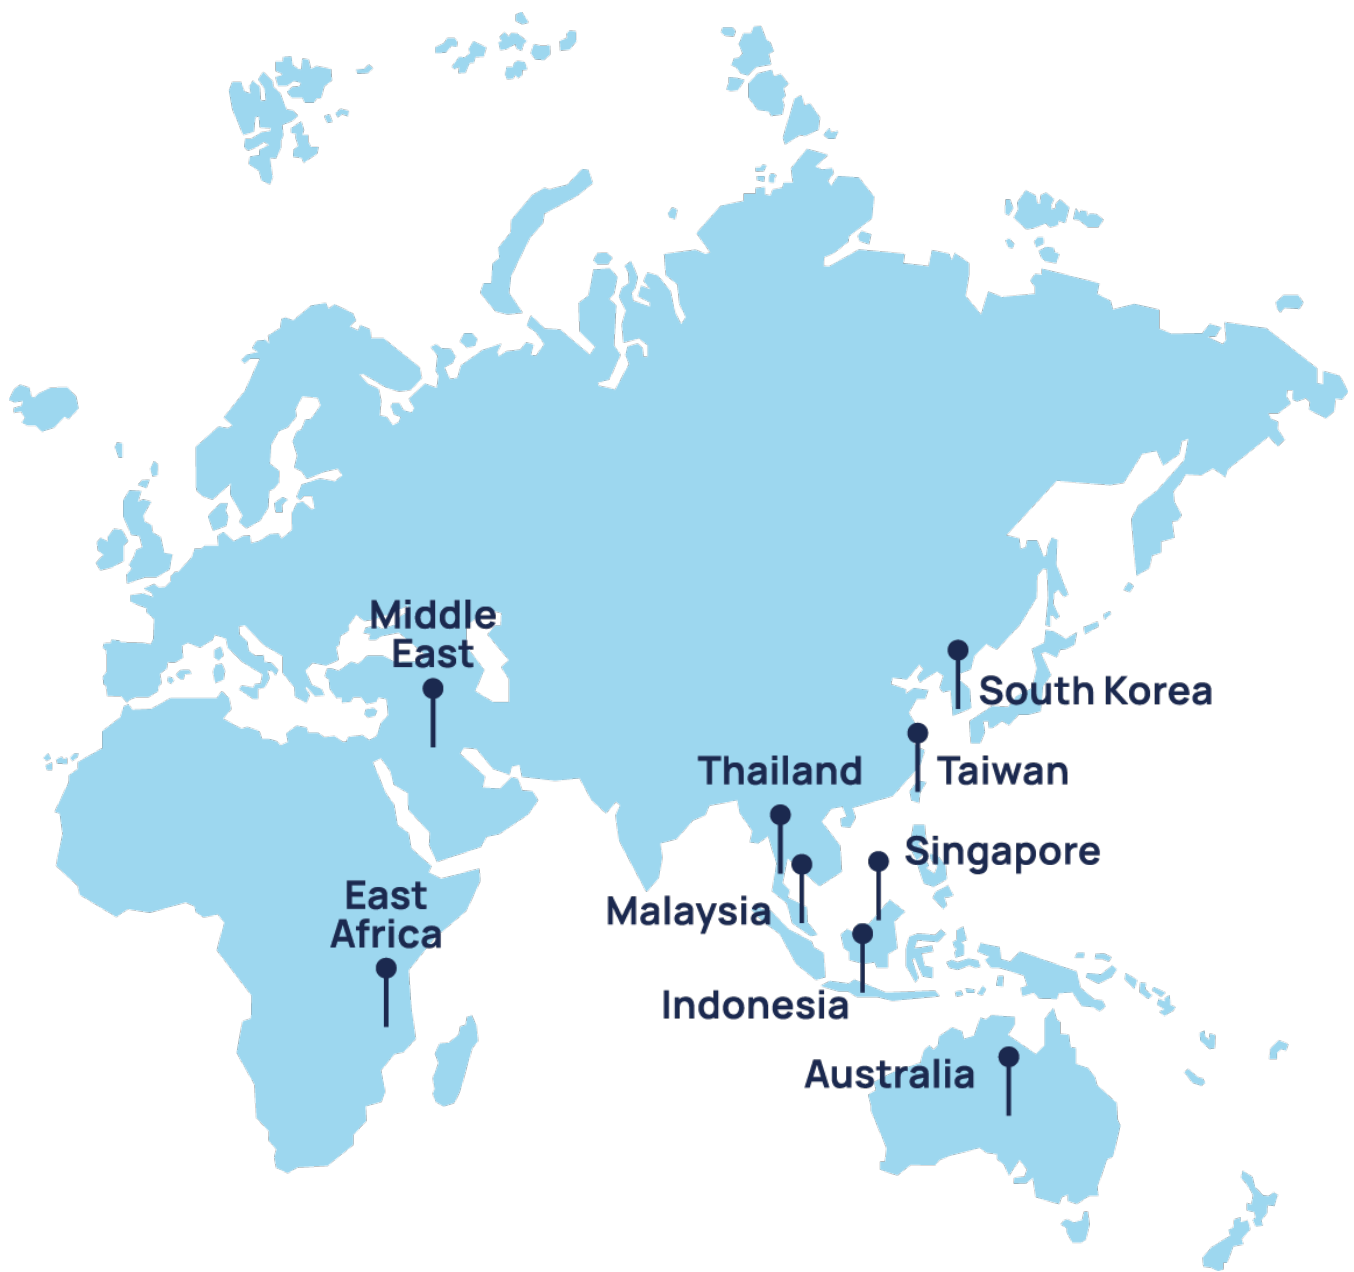 Middle
East
South Korea
Thailand
Taiwan
Singapore
East
Africa
Malaysia
Indonesia
Australia